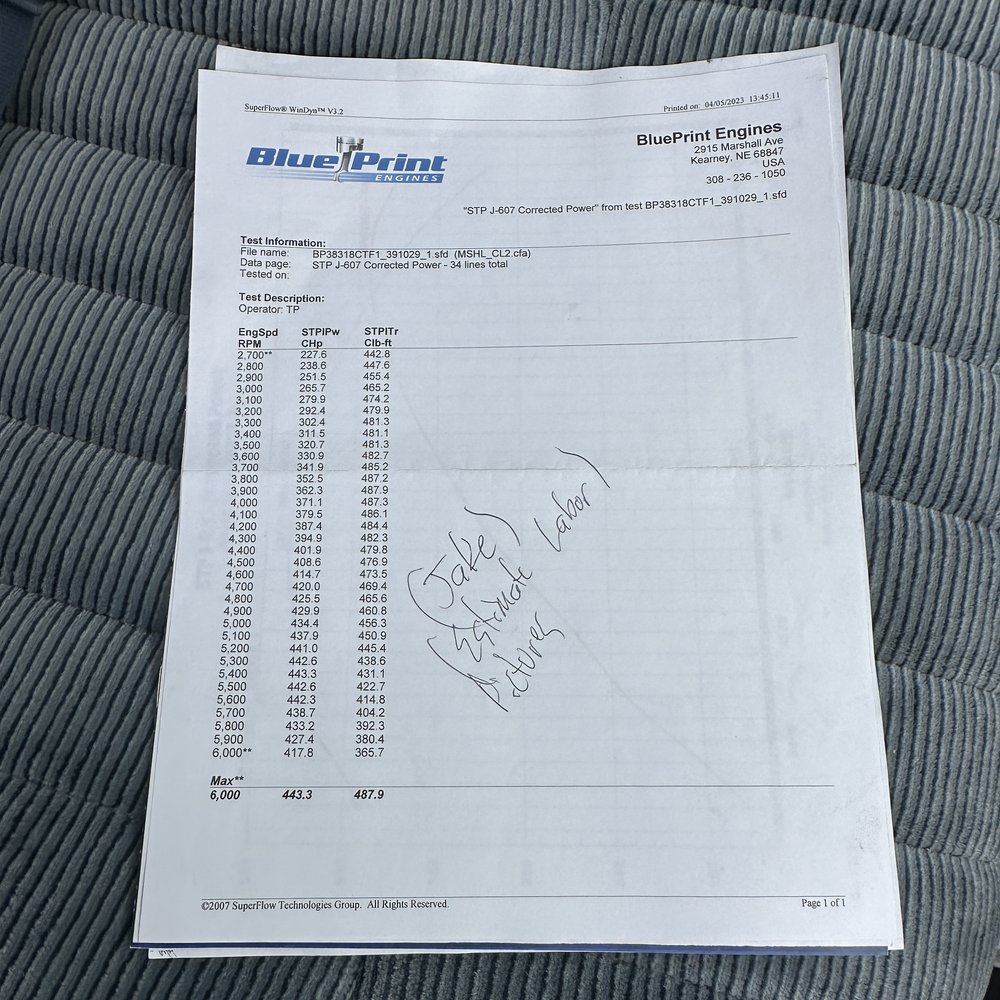 SuperFlow® WinDyn™ V3.2
Printed on: 04/05/2023 13:45:11
Blue Print
ENGINES
BluePrint Engines
2915 Marshall Ave
Kearney, NE 68847
USA
308 - 236 - 1050
"STP J-607 Corrected Power" from test BP38318CTF1_391029_1.sfd
Test Information:
File name: BP38318CTF1_391029_1.sfd (MSHL_CL2.cfa)
Data page: STP J-607 Corrected Power - 34 lines total
Tested on:
Test Description:
Operator: TP
EngSpd STPIPw STPITr
RPM CHp Clb-ft
2,700** 227.6 442.8
2,800 238.6 447.6
2,900 251.5 455.4
3,000 265.7 465.2
3,100 279.9 474.2
3,200 292.4 479.9
3,300 302.4 481.3
3,400 311.5 481.1
3,500 320.7 481.3
3,600 330.9 482.7
3,700 341.9 485.2
3,800 352.5 487.2
3,900 362.3 487.9
4,000 371.1 487.3
4,100 379.5 486.1
4,200 387.4 484.4
4,300 394.9 482.3
4,400 401.9 479.8
4,500 408.6 476.9
4,600 414.7 473.5
4,700 420.0 469.4
4,800 425.5 465.6
4,900 429.9 460.8
5,000 434.4 456.3
5,100 437.9 450.9
5,200 441.0 445.4
5,300 442.6 438.6
5,400 443.3 431.1
5,500 442.6 422.7
5,600 442.3 414.8
5,700 438.7 404.2
5,800 433.2 392.3
5,900 427.4 380.4
6,000** 417.8 365.7
Max**
6,000 443.3 487.9
(Jake)
(Estimate Labor)
Pictures
©2007 SuperFlow Technologies Group. All Rights Reserved.
Page 1 of 1